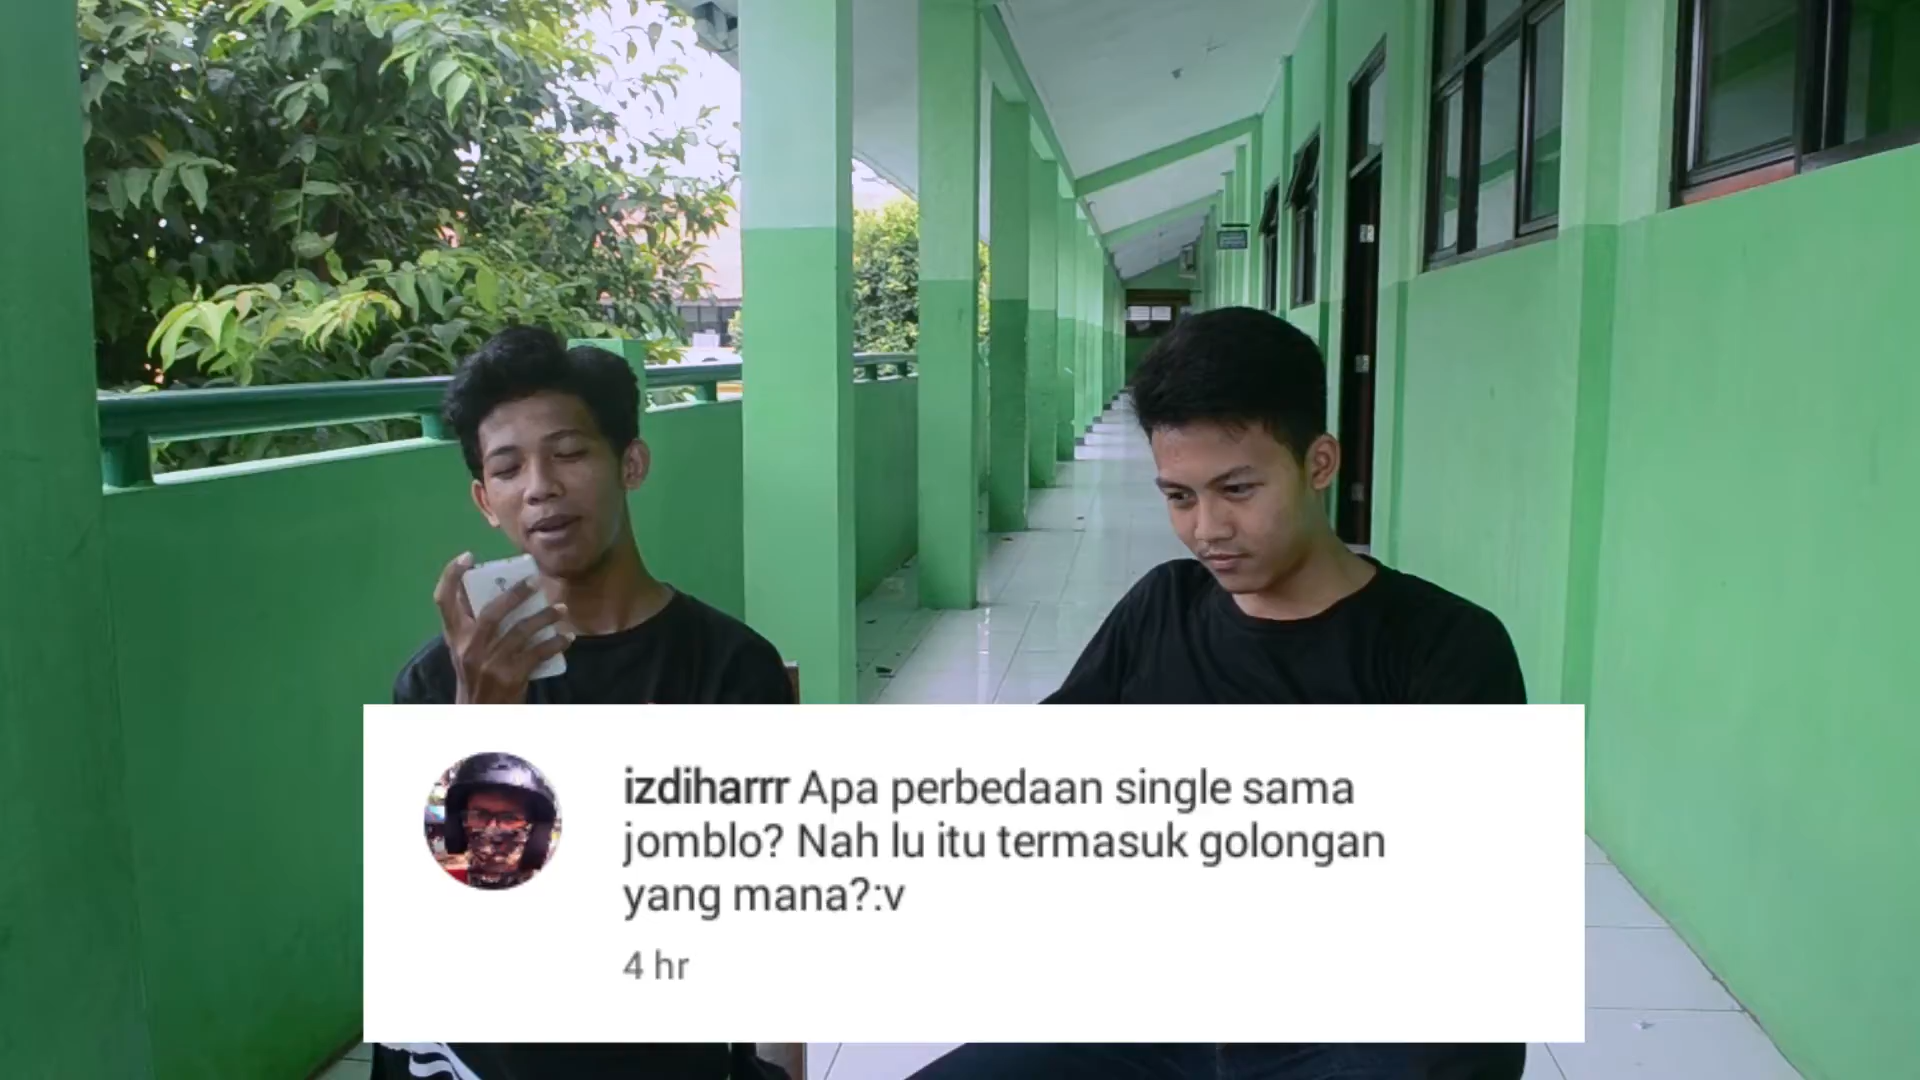 izdiharrr Apa perbedaan single sama
jomblo? Nah lu itu termasuk golongan
yang mana?:v
4 hr